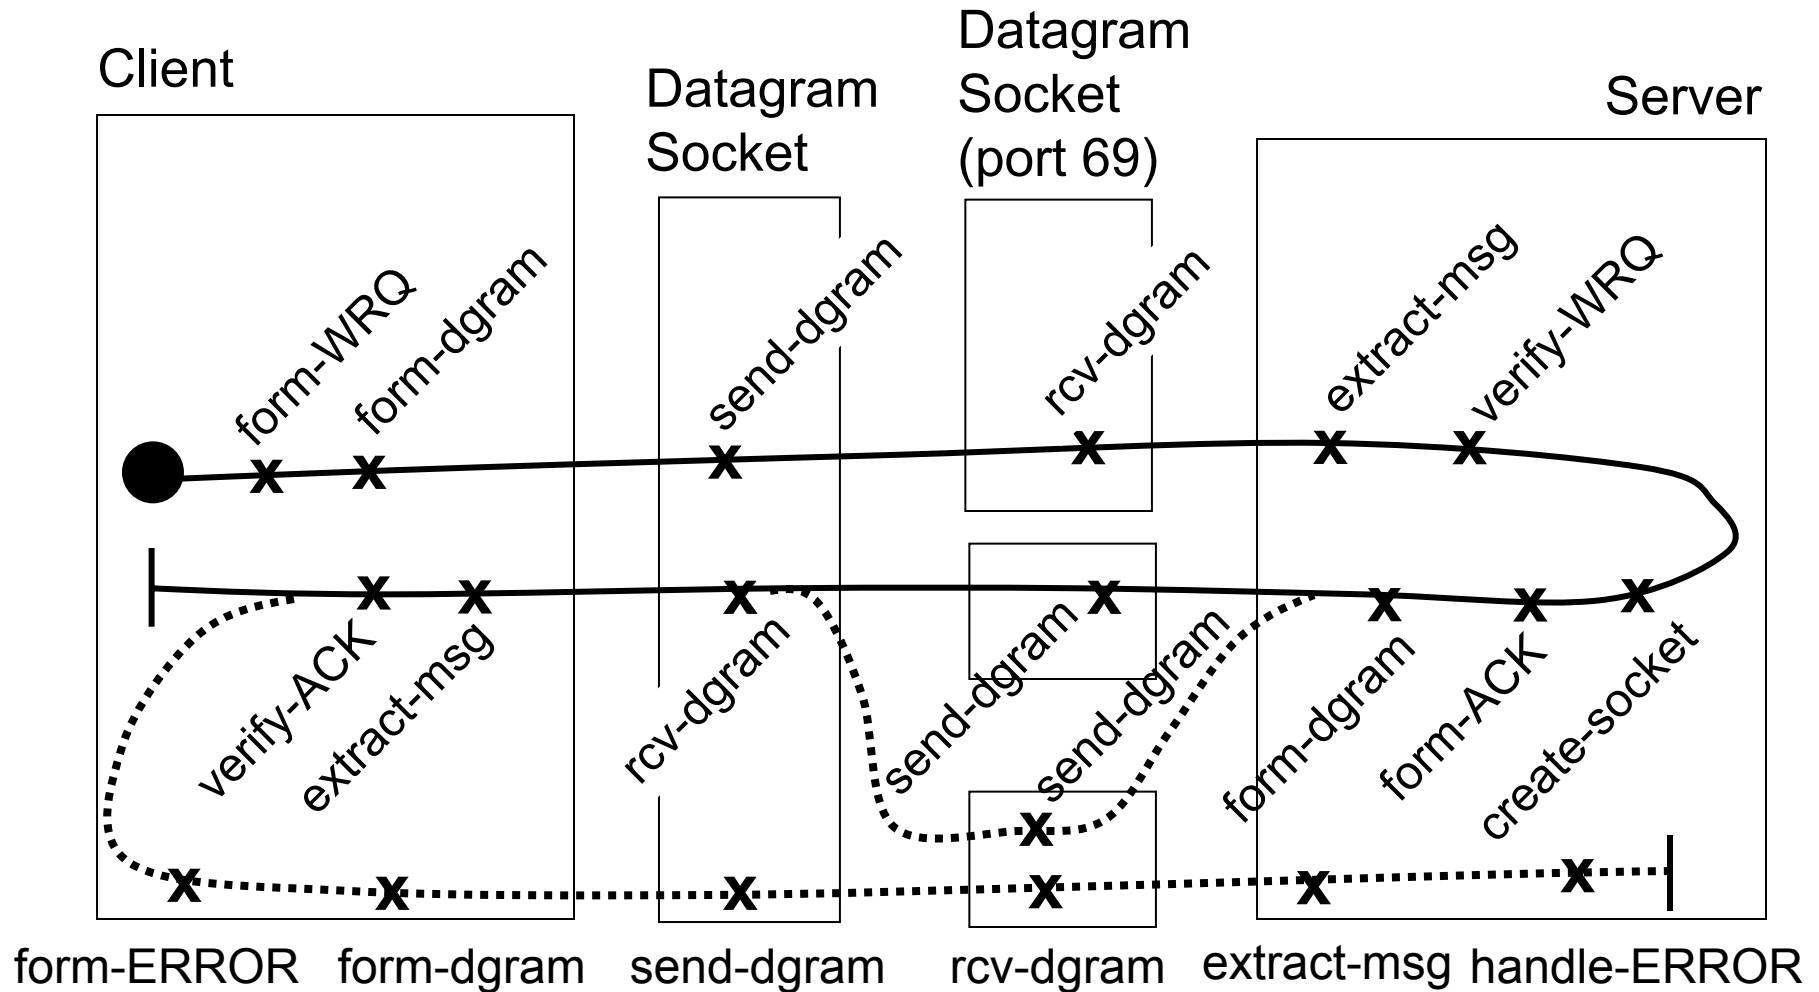 Client
Datagram
Socket
Datagram
Socket
(port 69)
Server
form-WRQ
form-dgram
send-dgram
rcv-dgram
extract-msg
verify-WRQ
verify-ACK
extract-msg
rcv-dgram
send-dgram
send-dgram
form-dgram
form-ACK
create-socket
form-ERROR
form-dgram
send-dgram
rcv-dgram
extract-msg
handle-ERROR